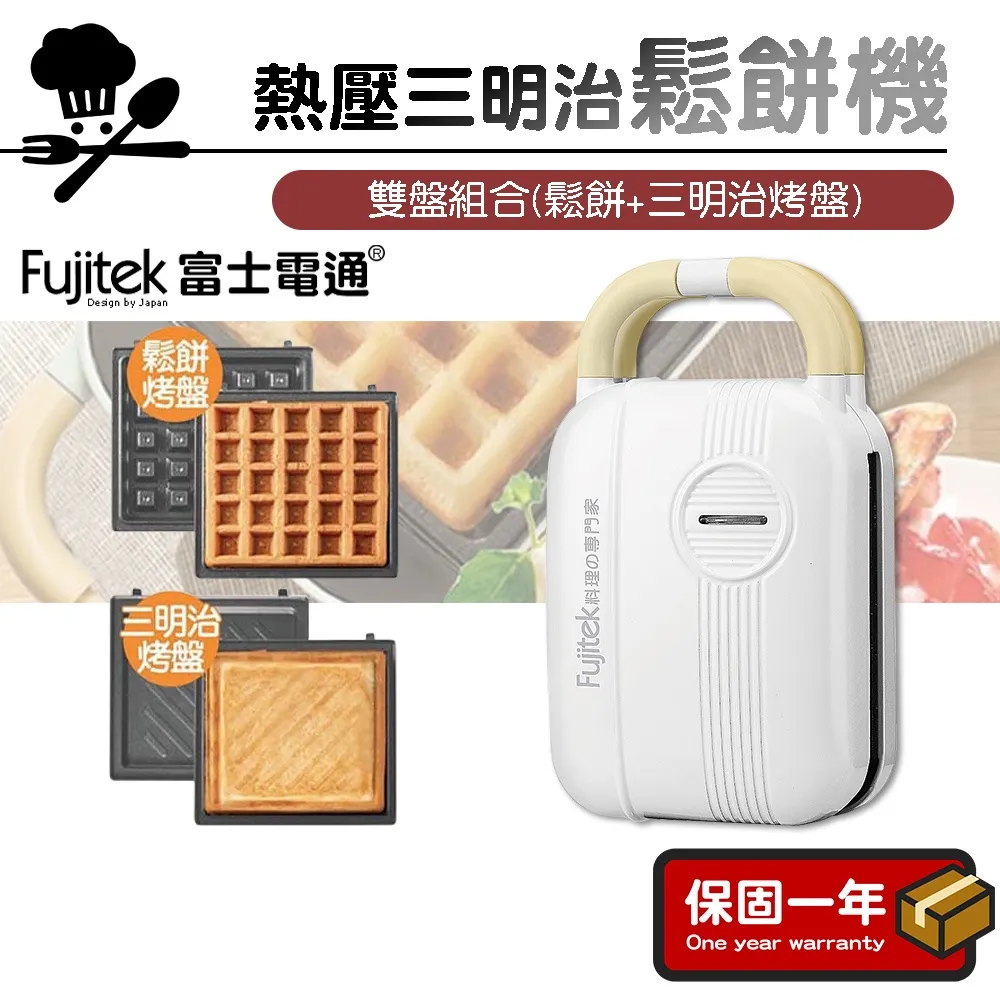 熱壓三明治鬆餅機
雙盤組合(鬆餅+三明治烤盤)
Fujitek 富士電通®
Design by Japan
鬆餅
烤盤
三明治
烤盤
Fujitek 料理の専門家
保固一年
One year warranty